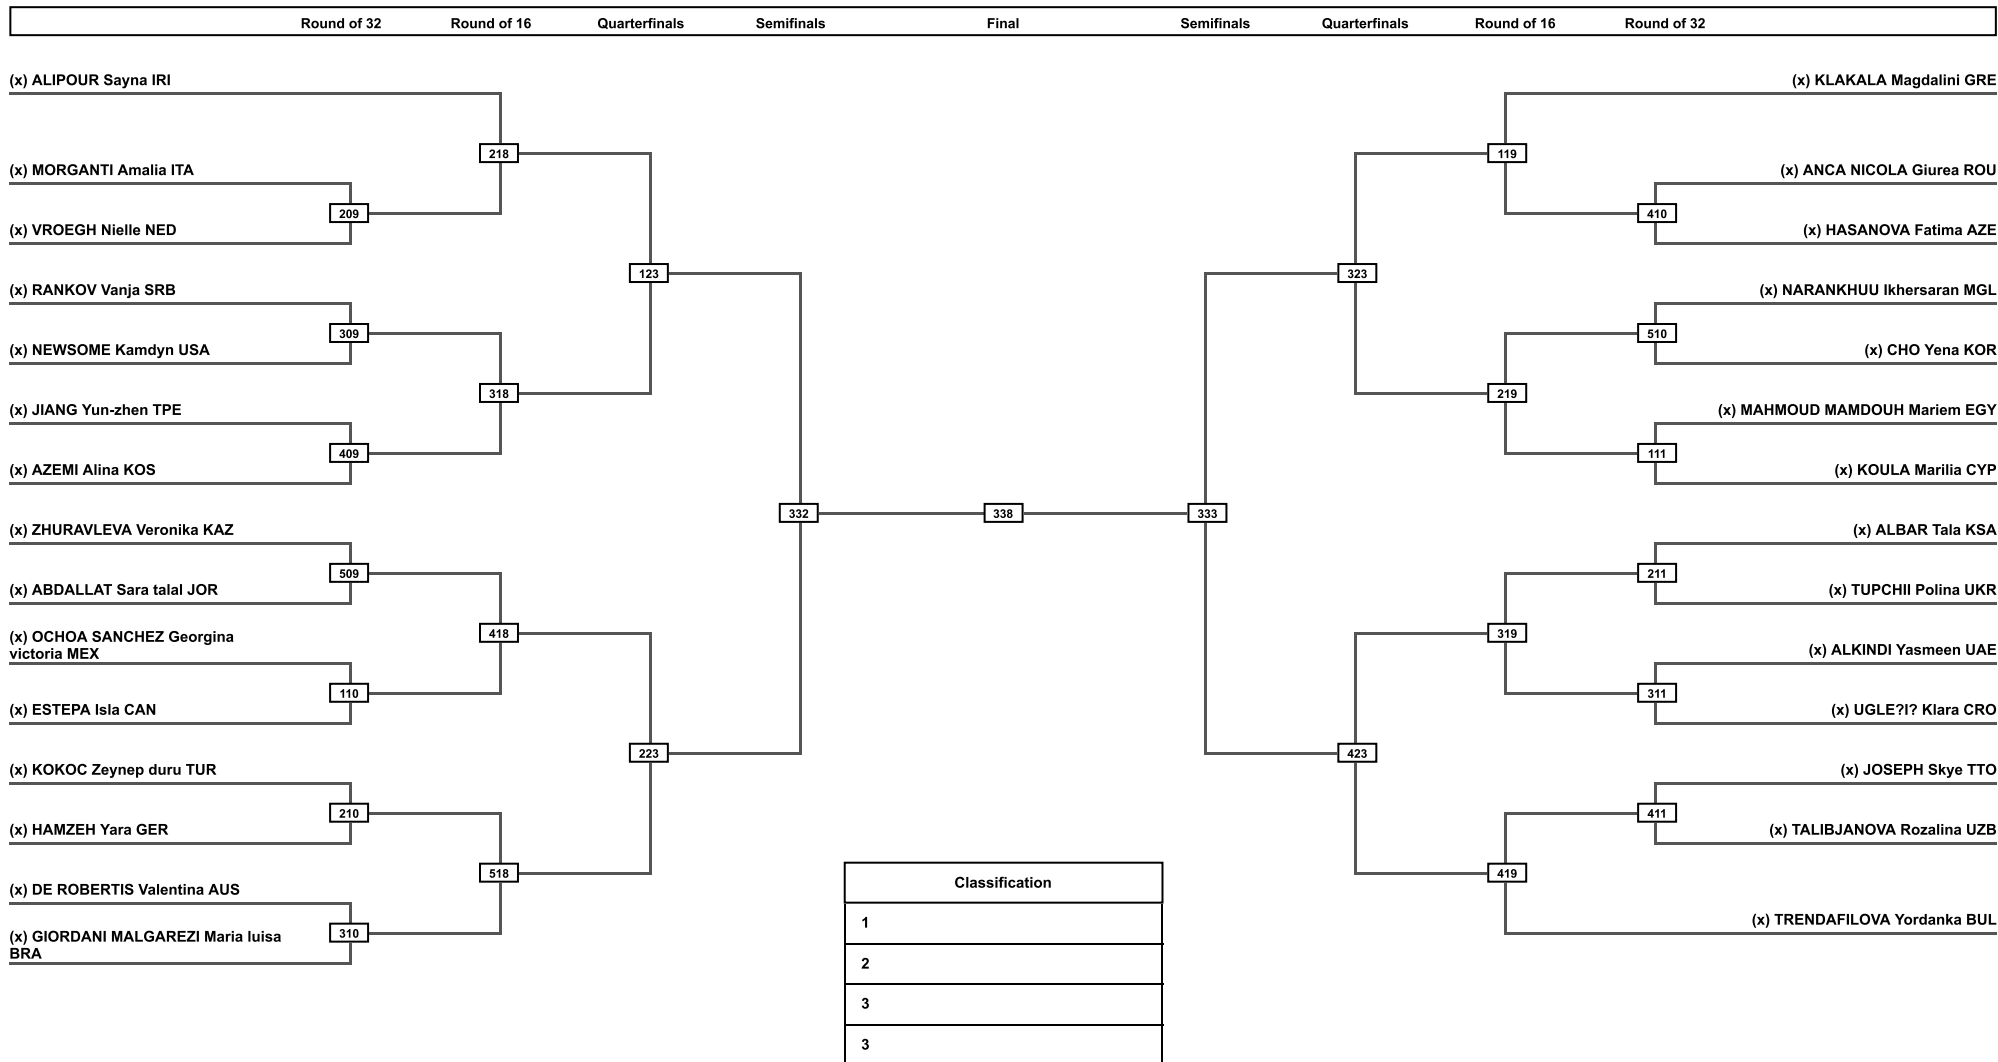 Round of 32 Round of 16 Quarterfinals Semifinals Final Semifinals Quarterfinals Round of 16 Round of 32
(x) ALIPOUR Sayna IRI
(x) KLAKALA Magdalini GRE
218
119
(x) MORGANTI Amalia ITA
(x) ANCA NICOLA Giurea ROU
209
410
(x) VROEGH Nielle NED
(x) HASANOVA Fatima AZE
123
323
(x) RANKOV Vanja SRB
(x) NARANKHUU Ikhersaran MGL
309
510
(x) NEWSOME Kamdyn USA
(x) CHO Yena KOR
318
219
(x) JIANG Yun-zhen TPE
(x) MAHMOUD MAMDOUH Mariem EGY
409
111
(x) AZEMI Alina KOS
(x) KOULA Marilia CYP
332
338
333
(x) ZHURAVLEVA Veronika KAZ
(x) ALBAR Tala KSA
509
211
(x) ABDALLAT Sara talal JOR
(x) TUPCHII Polina UKR
418
319
(x) OCHOA SANCHEZ Georgina
victoria MEX
(x) ALKINDI Yasmeen UAE
110
311
(x) ESTEPA Isla CAN
(x) UGLE?I? Klara CRO
223
423
(x) KOKOC Zeynep duru TUR
(x) JOSEPH Skye TTO
210
411
(x) HAMZEH Yara GER
(x) TALIBJANOVA Rozalina UZB
518
419
(x) DE ROBERTIS Valentina AUS
(x) TRENDAFILOVA Yordanka BUL
310
(x) GIORDANI MALGAREZI Maria luisa
BRA
Classification
1
2
3
3